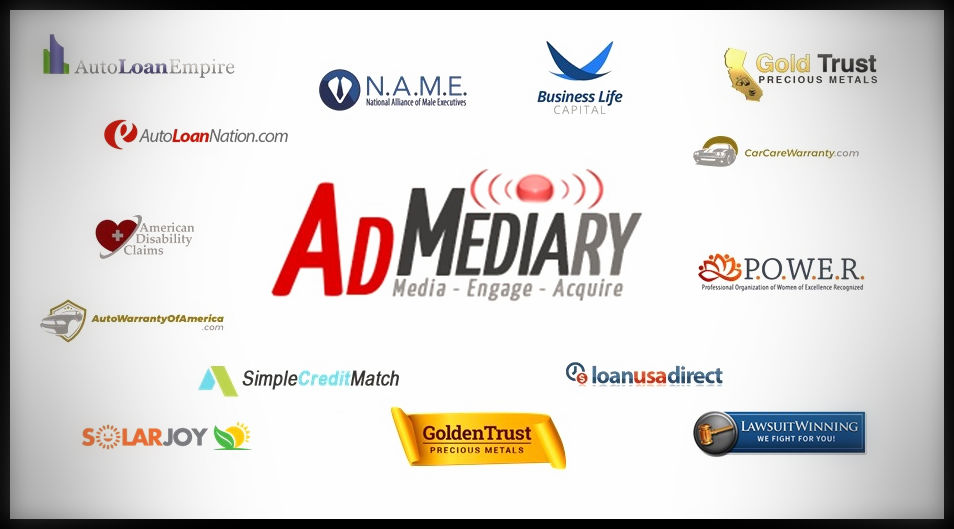 AutoLoanEmpire
N.A.M.E.
National Alliance of Male Executives
Business Life
CAPITAL
Gold Trust
PRECIOUS METALS
AutoLoanNation.com
CarCareWarranty.com
AdMediary
Media - Engage - Acquire
American
Disability
Claims
P.O.W.E.R.
Professional Organization of Women of Excellence Recognized
AutoWarrantyOfAmerica
.com
SimpleCreditMatch
loanusadirect
SOLARJOY
GoldenTrust
PRECIOUS METALS
LAWSUITWINNING
WE FIGHT FOR YOU!